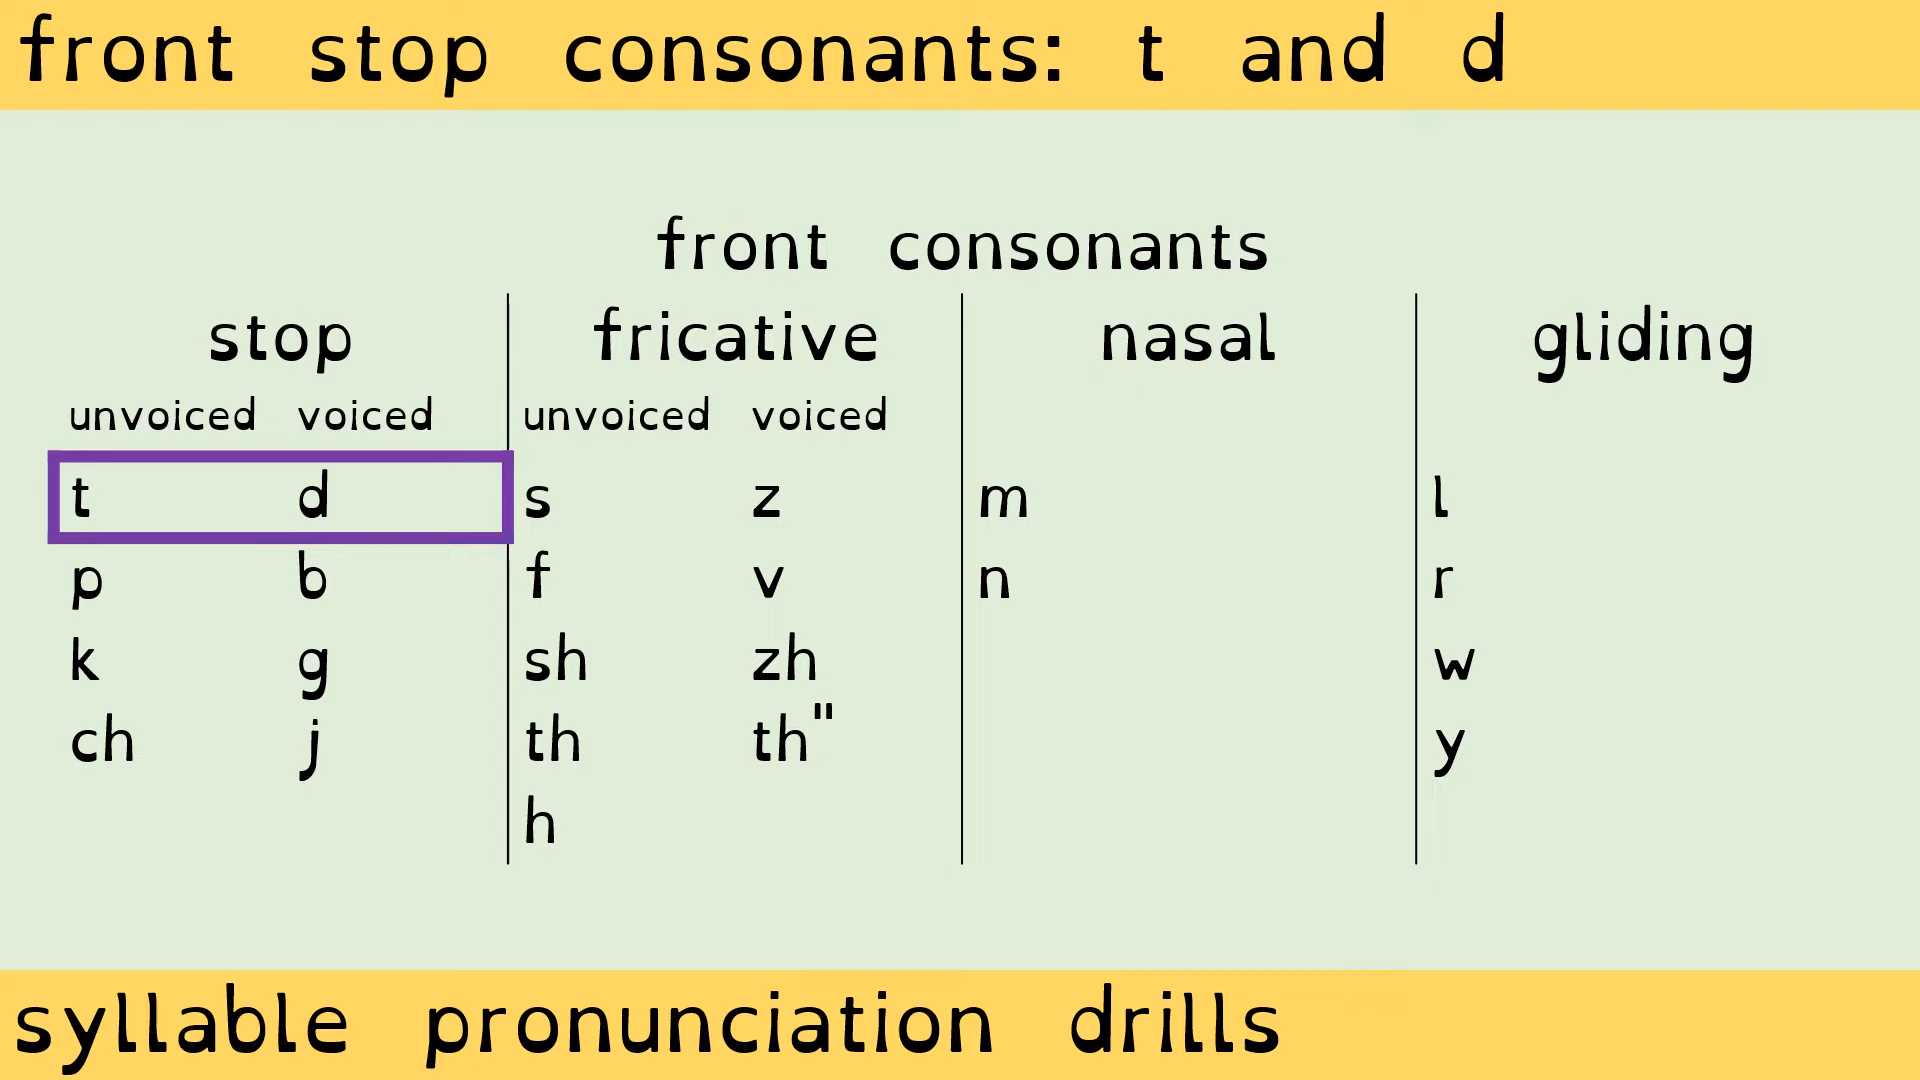 front stop consonants: t and d
front consonants
stop fricative nasal gliding
unvoiced voiced unvoiced voiced
t d s z m l
p b f v n r
k g sh zh w
ch j th th" y
h
syllable pronunciation drills